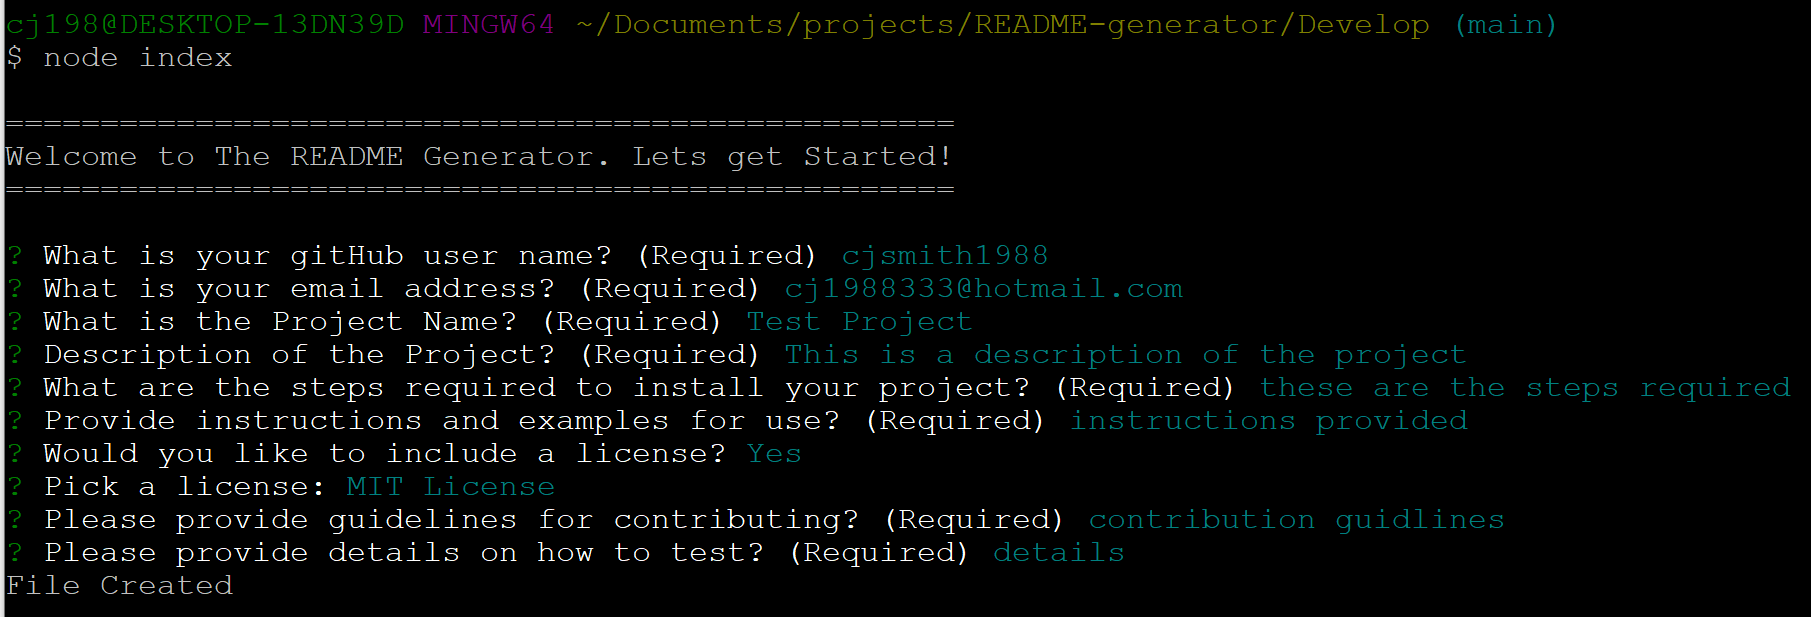 cj198@DESKTOP-13DN39D MINGW64 ~/Documents/projects/README-generator/Develop (main)
$ node index
==================================================
Welcome to The README Generator. Lets get Started!
==================================================
? What is your gitHub user name? (Required) cjsmith1988
? What is your email address? (Required) cj1988333@hotmail.com
? What is the Project Name? (Required) Test Project
? Description of the Project? (Required) This is a description of the project
? What are the steps required to install your project? (Required) these are the steps required
? Provide instructions and examples for use? (Required) instructions provided
? Would you like to include a license? Yes
? Pick a license: MIT License
? Please provide guidelines for contributing? (Required) contribution guidlines
? Please provide details on how to test? (Required) details
File Created